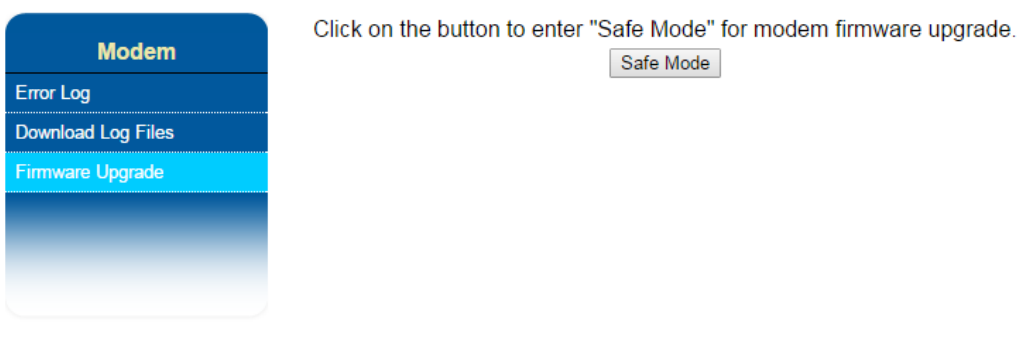 Modem
Error Log
Download Log Files
Firmware Upgrade
Click on the button to enter "Safe Mode" for modem firmware upgrade.
Safe Mode